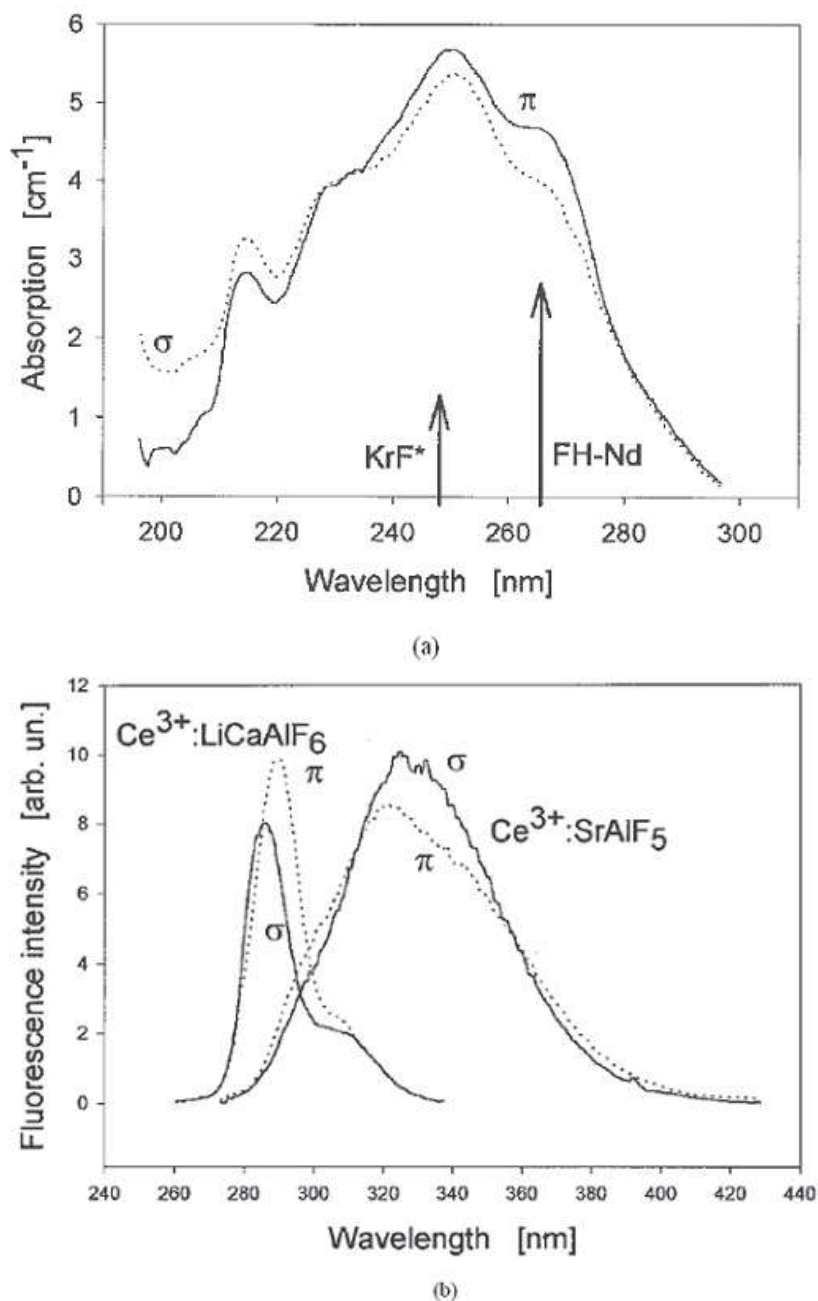 6
5
4
3
2
1
0
Absorption [cm⁻¹]
π
σ
KrF*
FH-Nd
200 220 240 260 280 300
Wavelength [nm]
(a)
12
10
8
6
4
2
0
Fluorescence intensity [arb. un.]
Ce³⁺:LiCaAlF₆
π
σ
σ
Ce³⁺:SrAlF₅
π
240 260 280 300 320 340 360 380 400 420 440
Wavelength [nm]
(b)